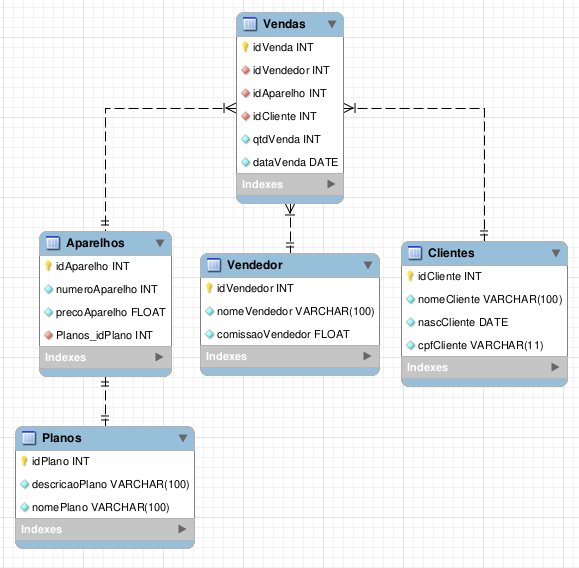 Vendas
idVenda INT
idVendedor INT
idAparelho INT
idCliente INT
qtdVenda INT
dataVenda DATE
Indexes
Aparelhos
idAparelho INT
numeroAparelho INT
precoAparelho FLOAT
Planos_idPlano INT
Indexes
Vendedor
idVendedor INT
nomeVendedor VARCHAR(100)
comissaoVendedor FLOAT
Indexes
Clientes
idCliente INT
nomeCliente VARCHAR(100)
nascCliente DATE
cpfCliente VARCHAR(11)
Indexes
Planos
idPlano INT
descricaoPlano VARCHAR(100)
nomePlano VARCHAR(100)
Indexes